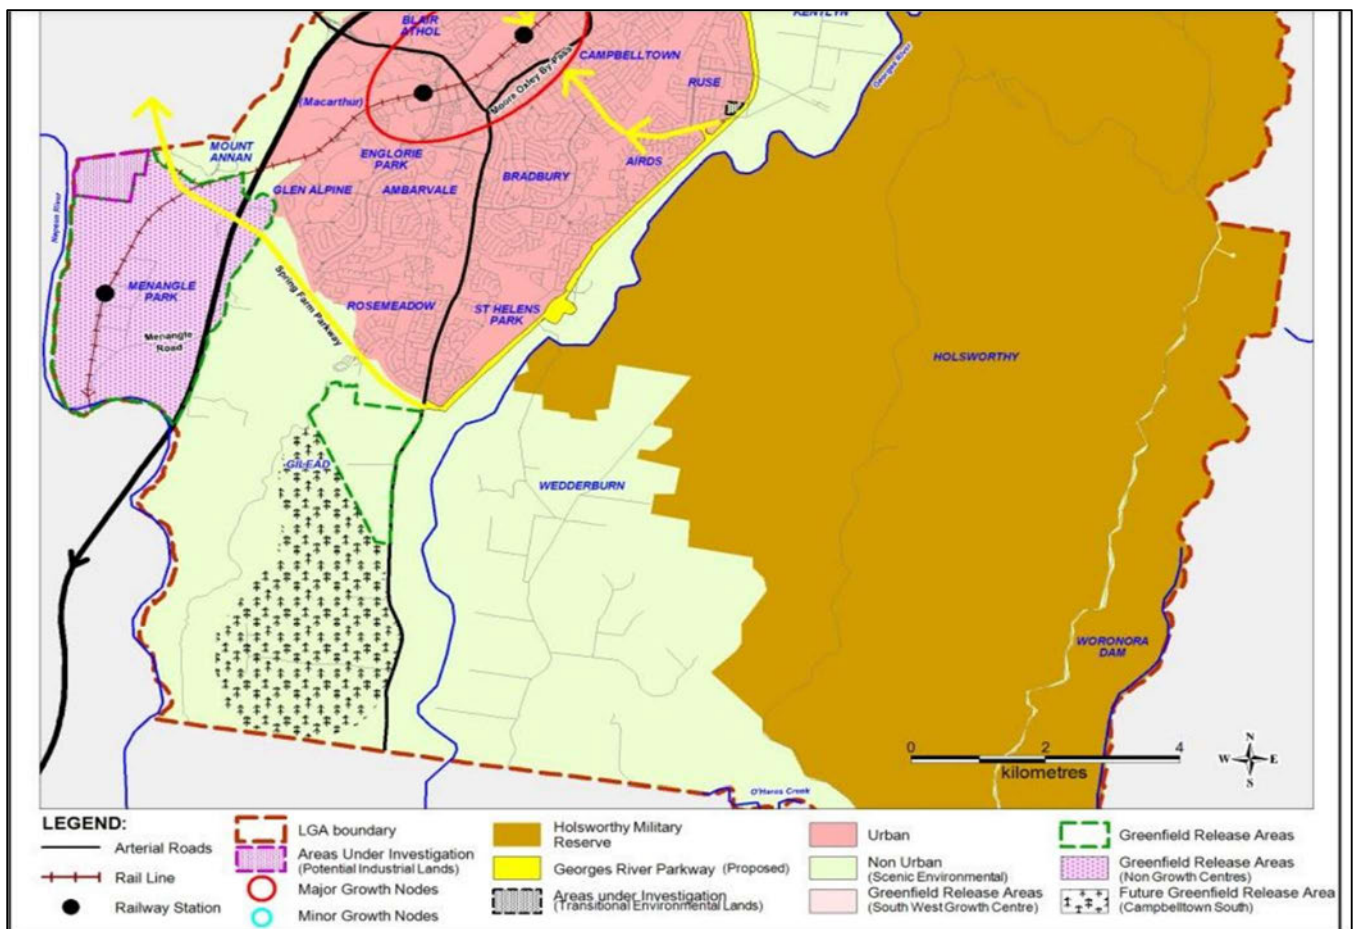 BLAIR
ATHOL
KENTLYN
CAMPBELLTOWN
Georges River
Moore Oxley By-Pass
RUSE
(Macarthur)
MOUNT
ANNAN
ENGLORIE
PARK
AIRDS
BRADBURY
GLEN ALPINE
AMBARVALE
Nepean River
MENANGLE
PARK
Spring Farm Parkway
ROSEMEADOW
ST HELENS
PARK
Menangle
Road
HOLSWORTHY
GILEAD
WEDDERBURN
WORONORA
DAM
0 2 4
kilometres
N
W E
S
O'Hares Creek
LEGEND:
Arterial Roads
Rail Line
Railway Station
LGA boundary
Areas Under Investigation
(Potential Industrial Lands)
Major Growth Nodes
Minor Growth Nodes
Holsworthy Military
Reserve
Georges River Parkway (Proposed)
Areas under Investigation
(Transitional Environmental Lands)
Urban
Non Urban
(Scenic Environmental)
Greenfield Release Areas
(South West Growth Centre)
Greenfield Release Areas
Greenfield Release Areas
(Non Growth Centres)
Future Greenfield Release Area
(Campbelltown South)